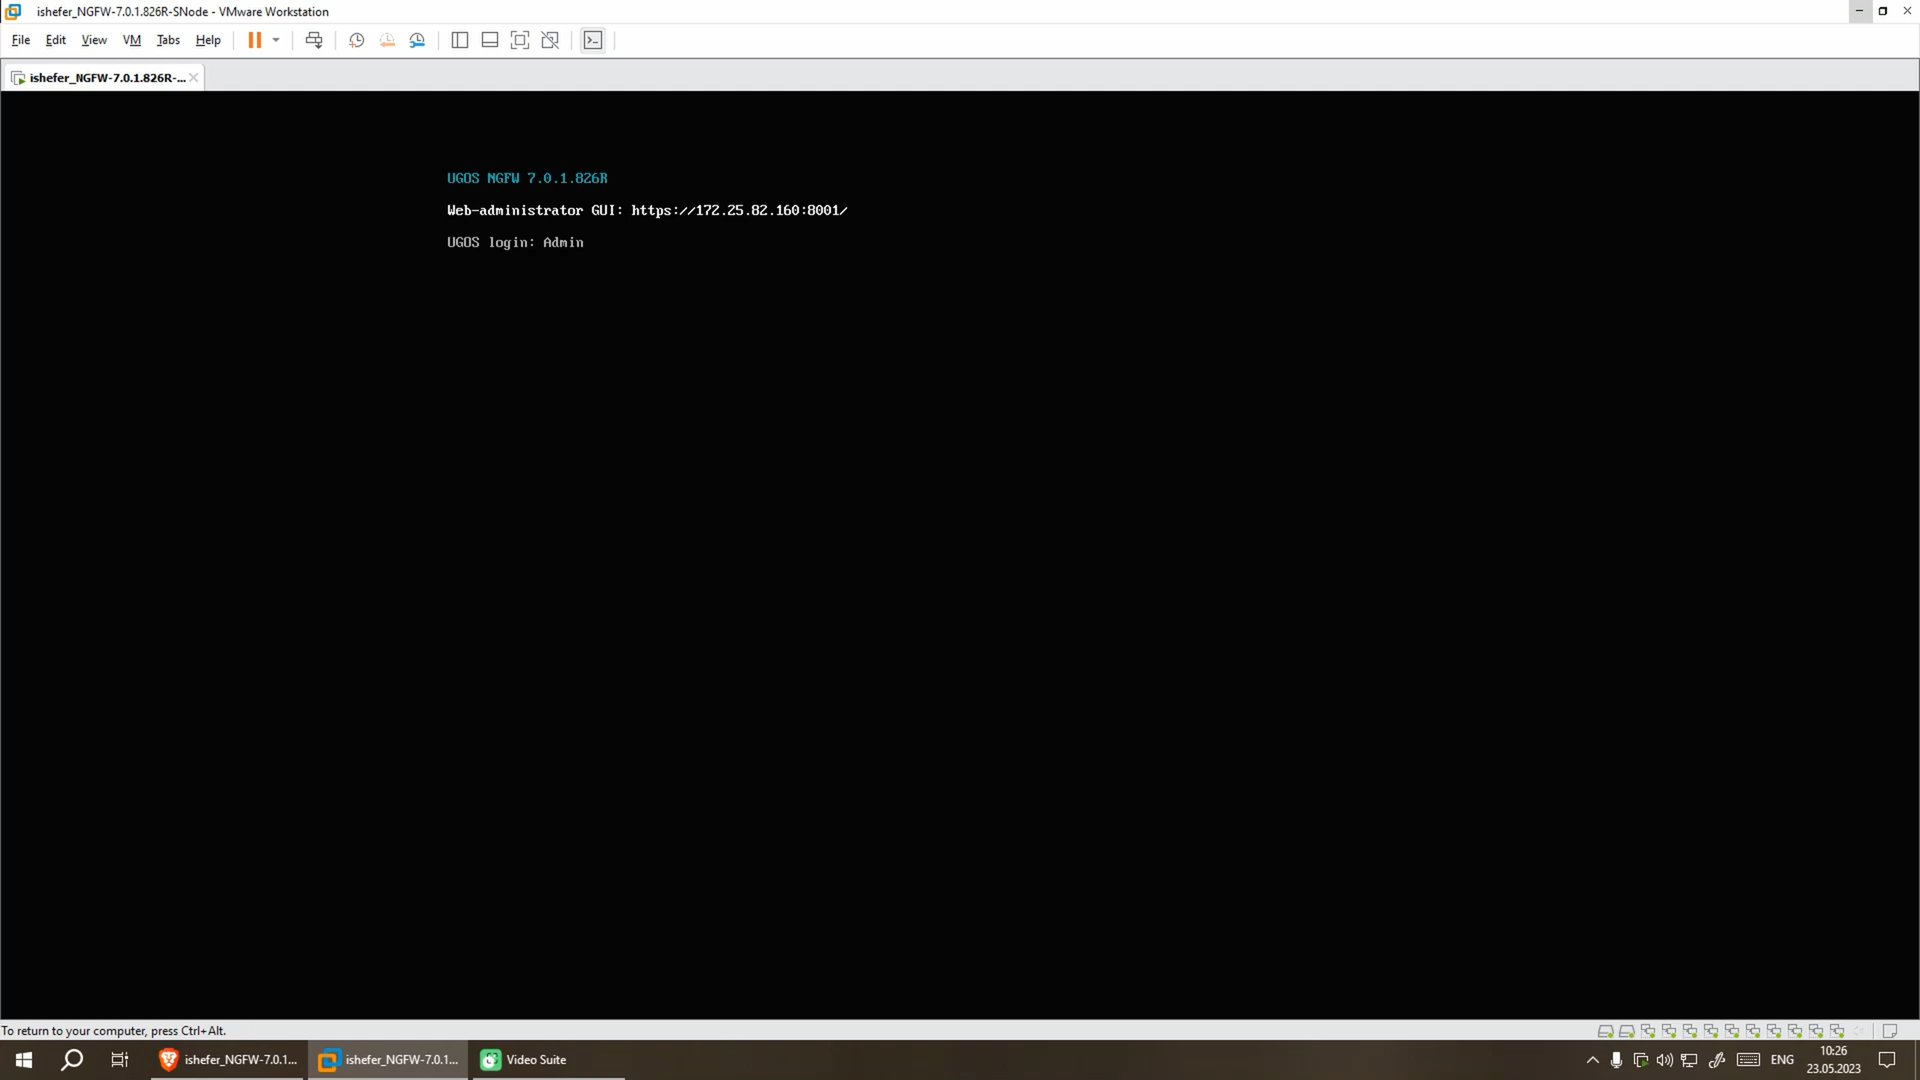 ishefer_NGFW-7.0.1.826R-SNode - VMware Workstation
File Edit View VM Tabs Help
ishefer_NGFW-7.0.1.826R-...
UGOS NGFW 7.0.1.826R
Web-administrator GUI: https://172.25.82.160:8001/
UGOS login: Admin
To return to your computer, press Ctrl+Alt.
ishefer_NGFW-7.0.1... ishefer_NGFW-7.0.1... Video Suite ENG 10:26
23.05.2023